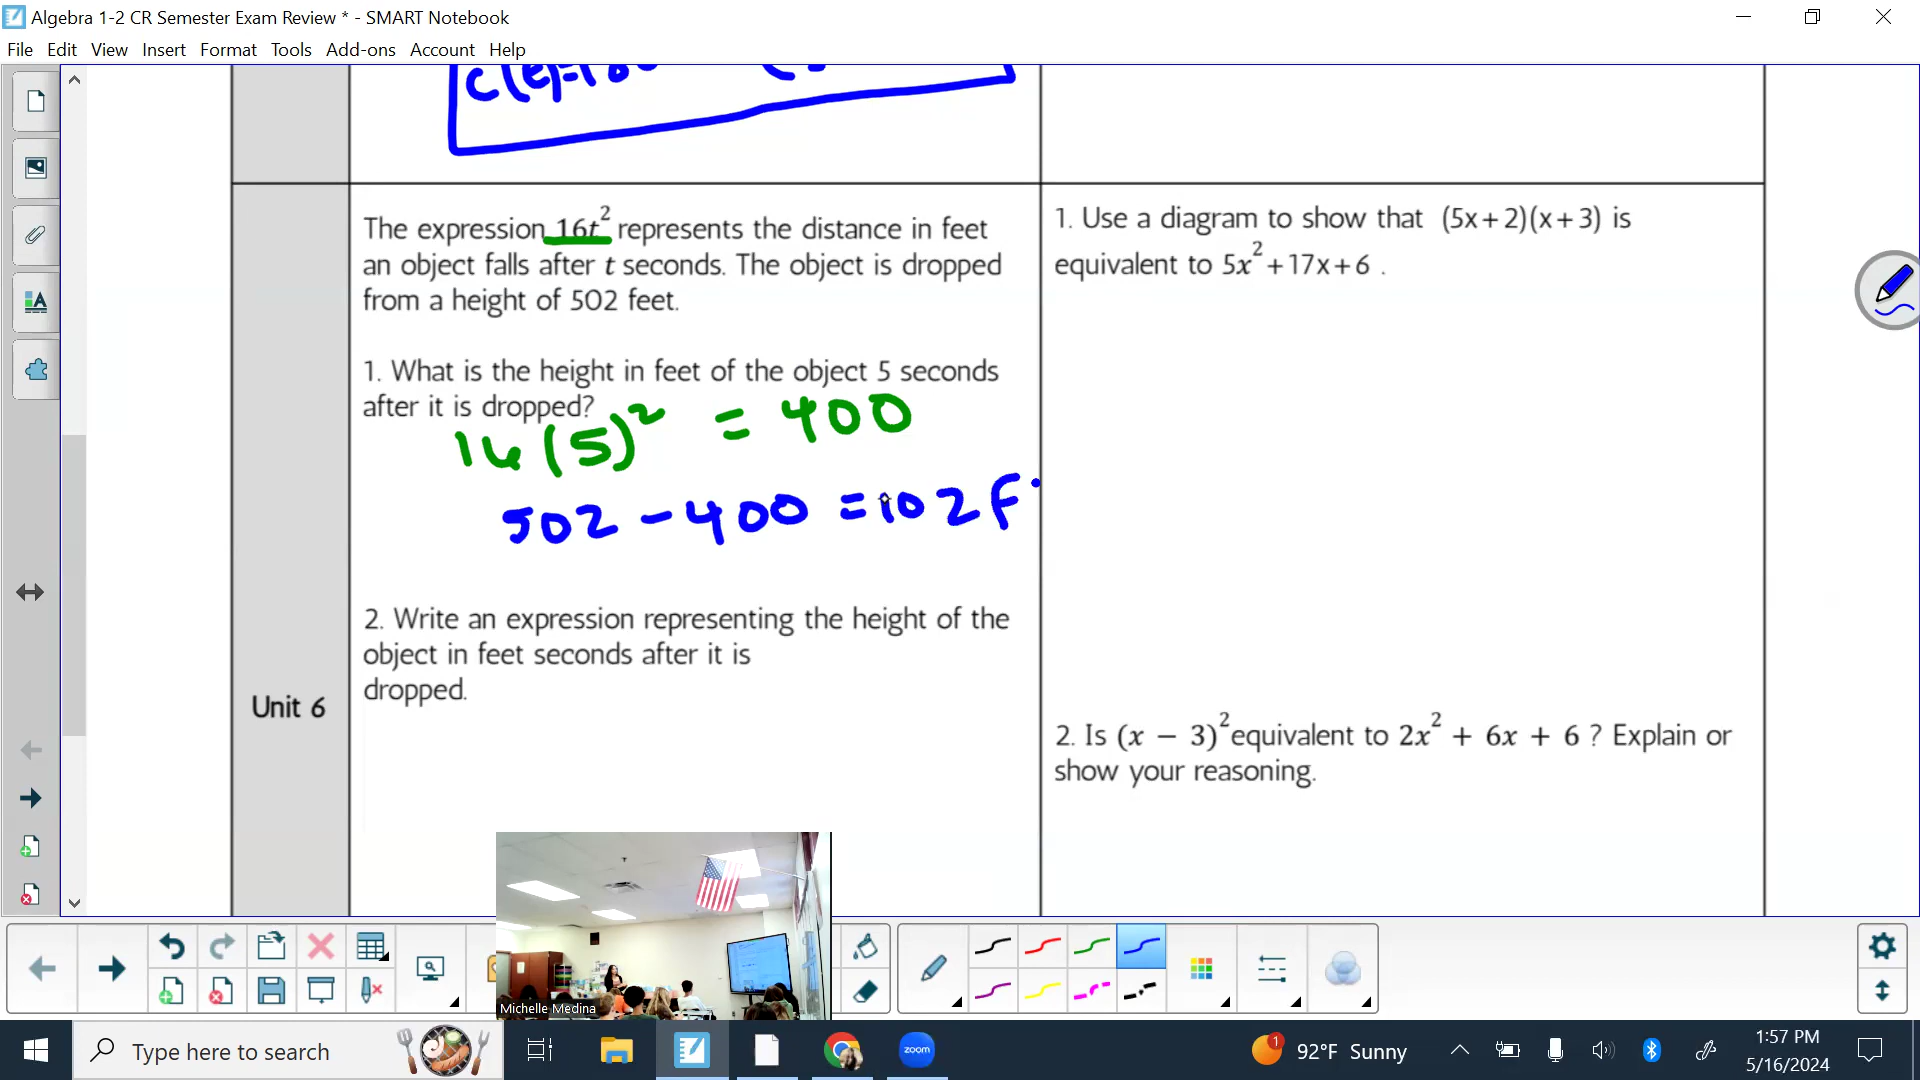 Algebra 1-2 CR Semester Exam Review * - SMART Notebook
File Edit View Insert Format Tools Add-ons Account Help
The expression 16t² represents the distance in feet
an object falls after t seconds. The object is dropped
from a height of 502 feet.
1. What is the height in feet of the object 5 seconds
after it is dropped?
16(5)² = 400
502 - 400 = 102 F
2. Write an expression representing the height of the
object in feet seconds after it is
dropped.
Unit 6
1. Use a diagram to show that (5x+2)(x+3) is
equivalent to 5x²+17x+6 .
2. Is (x − 3)² equivalent to 2x² + 6x + 6 ? Explain or
show your reasoning.
Michelle Medina
Type here to search
zoom
1
92°F Sunny
1:57 PM
5/16/2024